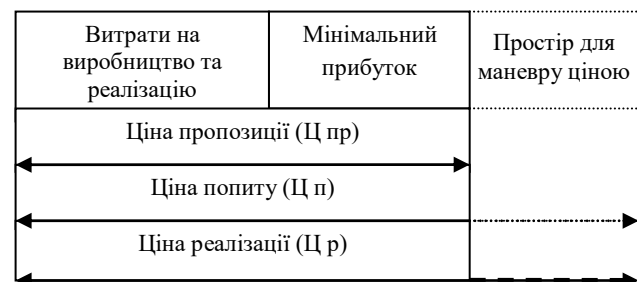 Витрати на
виробництво та
реалізацію
Мінімальний
прибуток
Простір для
маневру ціною
Ціна пропозиції (Ц пр)
Ціна попиту (Ц п)
Ціна реалізації (Ц р)